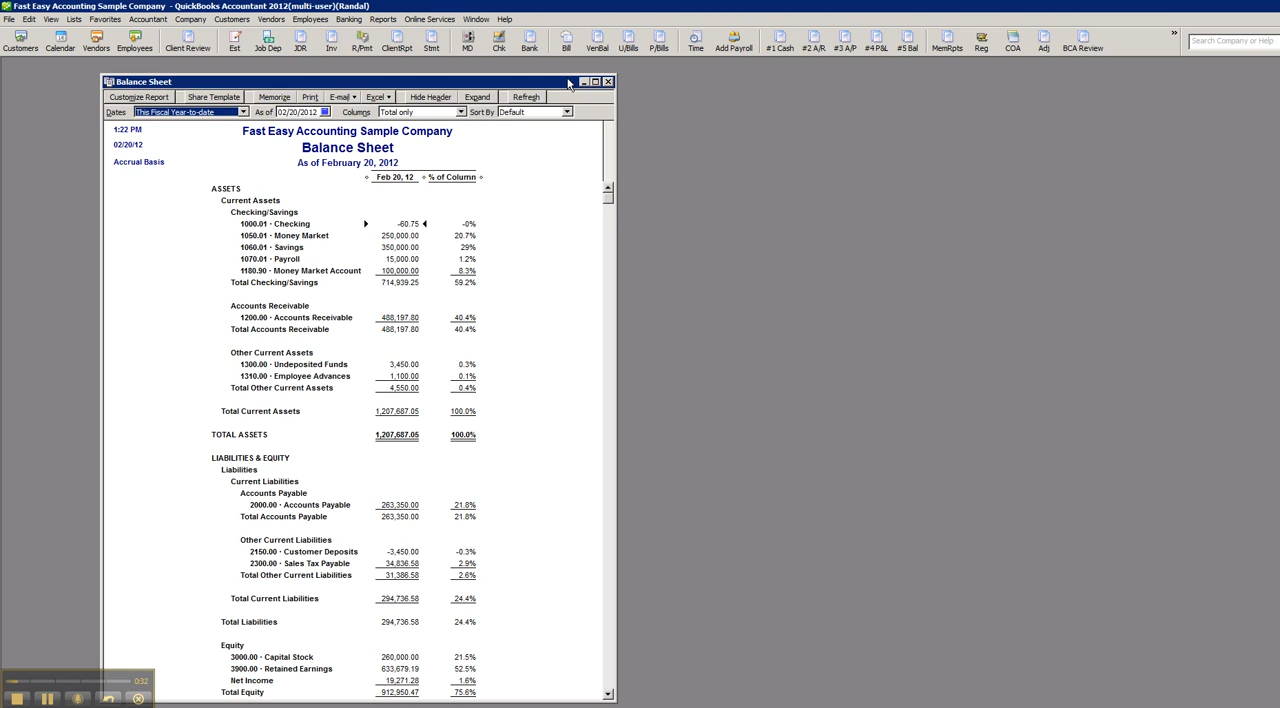 Fast Easy Accounting Sample Company - QuickBooks Accountant 2012(multi-user)(Randal)
File Edit View Lists Favorites Accountant Company Customers Vendors Employees Banking Reports Online Services Window Help
Customers Calendar Vendors Employees Client Review Est Job Dep JDR Inv R/Pmt ClientRpt Stmt MD Chk Bank Bill VenBal U/Bills P/Bills Time Add Payroll #1 Cash #2 A/R #3 A/P #4 P&L #5 Bal MemRpts Reg COA Adj BCA Review » Search Company or Help
Balance Sheet
Customize Report Share Template Memorize Print E-mail Excel Hide Header Expand Refresh
Dates This Fiscal Year-to-date As of 02/20/2012 Columns Total only Sort By Default
1:22 PM Fast Easy Accounting Sample Company
02/20/12 Balance Sheet
Accrual Basis As of February 20, 2012
Feb 20, 12 % of Column
ASSETS
Current Assets
Checking/Savings
1000.01 · Checking -60.75 -0%
1050.01 · Money Market 250,000.00 20.7%
1060.01 · Savings 350,000.00 29%
1070.01 · Payroll 15,000.00 1.2%
1180.90 · Money Market Account 100,000.00 8.3%
Total Checking/Savings 714,939.25 59.2%
Accounts Receivable
1200.00 · Accounts Receivable 488,197.80 40.4%
Total Accounts Receivable 488,197.80 40.4%
Other Current Assets
1300.00 · Undeposited Funds 3,450.00 0.3%
1310.00 · Employee Advances 1,100.00 0.1%
Total Other Current Assets 4,550.00 0.4%
Total Current Assets 1,207,687.05 100.0%
TOTAL ASSETS 1,207,687.05 100.0%
LIABILITIES & EQUITY
Liabilities
Current Liabilities
Accounts Payable
2000.00 · Accounts Payable 263,350.00 21.8%
Total Accounts Payable 263,350.00 21.8%
Other Current Liabilities
2150.00 · Customer Deposits -3,450.00 -0.3%
2300.00 · Sales Tax Payable 34,836.58 2.9%
Total Other Current Liabilities 31,386.58 2.6%
Total Current Liabilities 294,736.58 24.4%
Total Liabilities 294,736.58 24.4%
Equity
3000.00 · Capital Stock 260,000.00 21.5%
3900.00 · Retained Earnings 633,679.19 52.5%
Net Income 19,271.28 1.6%
Total Equity 912,950.47 75.6%
0:32